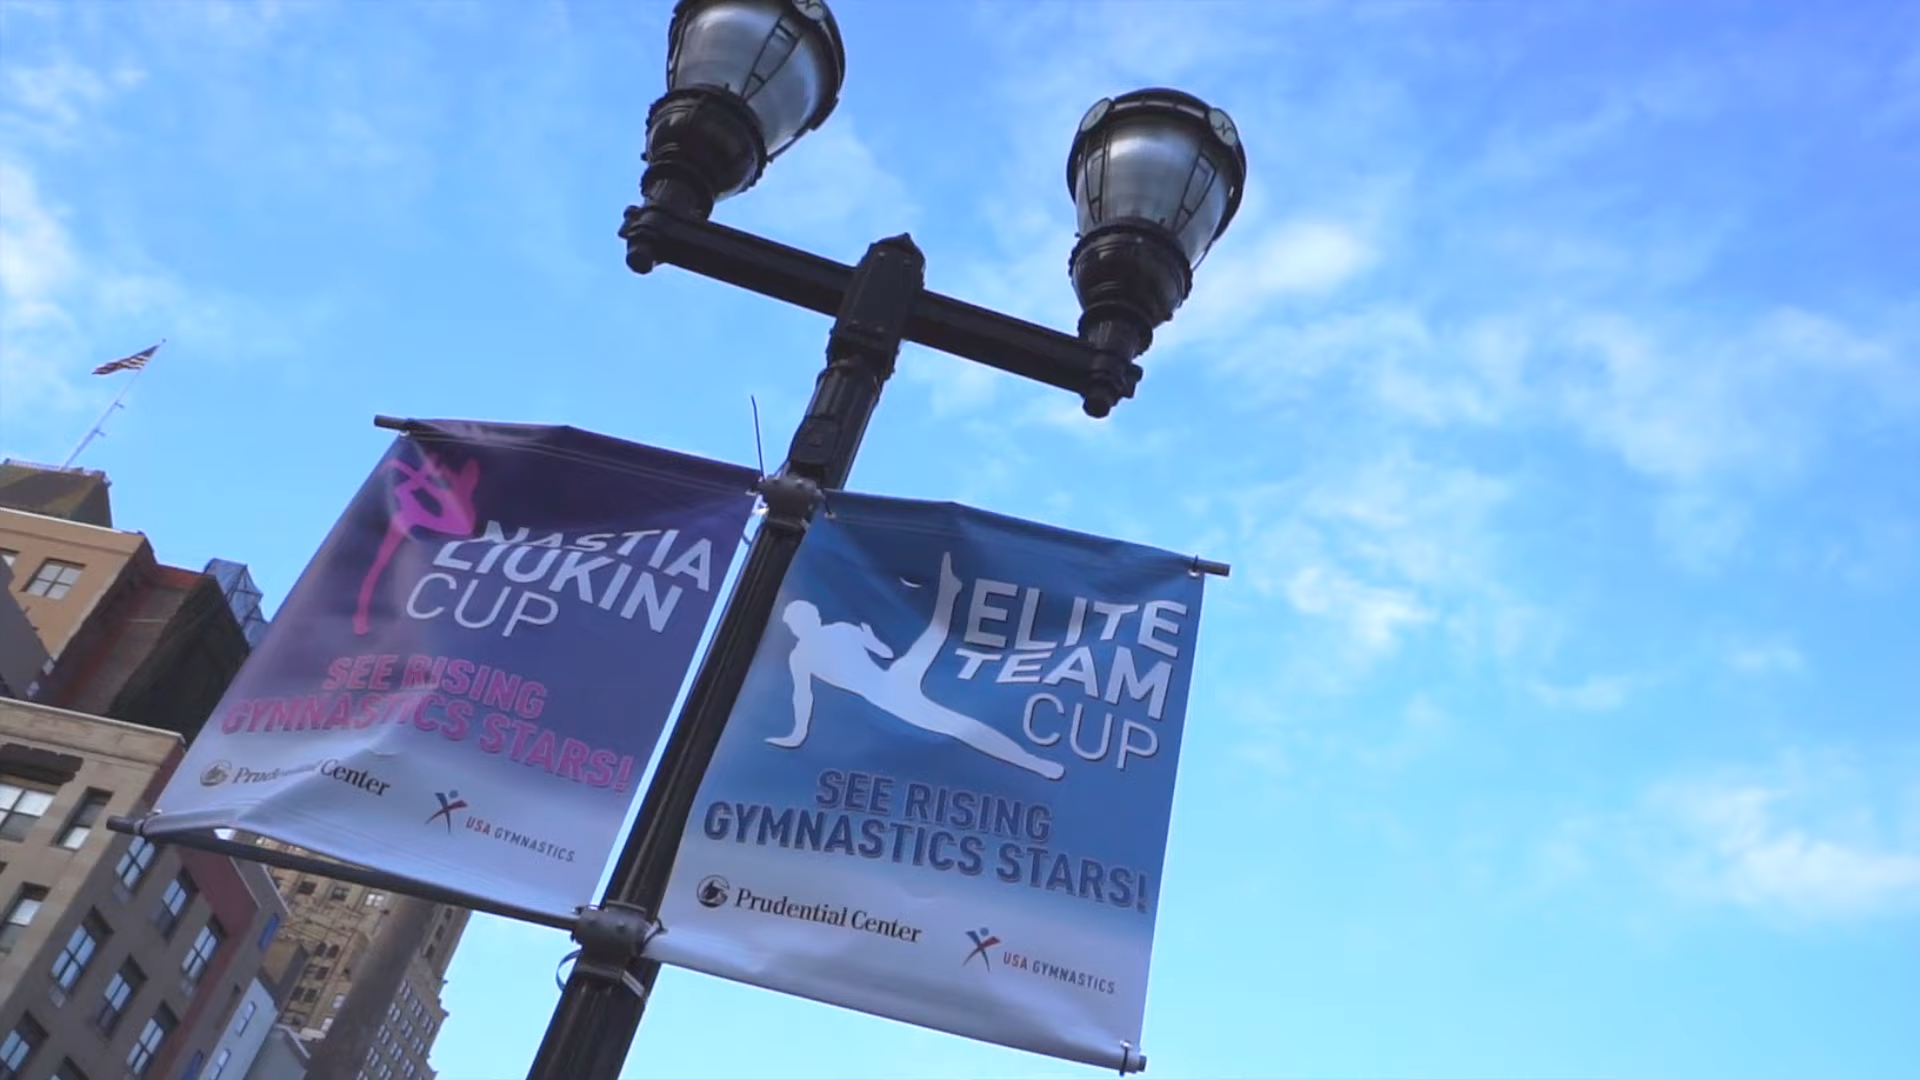 NASTIA
LIUKIN
CUP
SEE RISING
GYMNASTICS STARS!
Prudential Center
USA GYMNASTICS
ELITE
TEAM
CUP
SEE RISING
GYMNASTICS STARS!
Prudential Center
USA GYMNASTICS